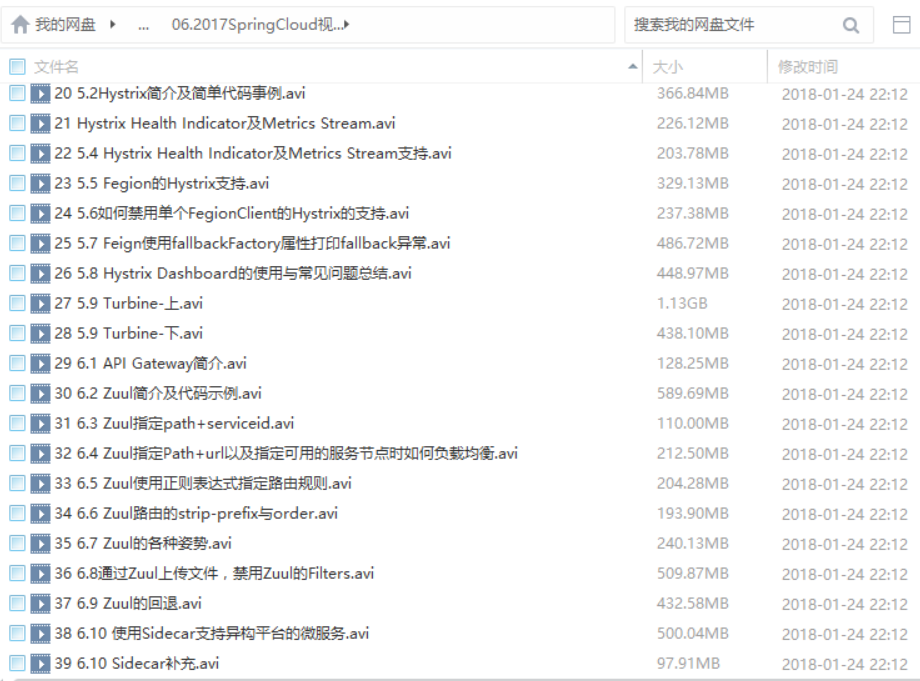 我的网盘 ... 06.2017SpringCloud视... 搜索我的网盘文件
文件名 大小 修改时间
20 5.2Hystrix简介及简单代码事例.avi 366.84MB 2018-01-24 22:12
21 Hystrix Health Indicator及Metrics Stream.avi 226.12MB 2018-01-24 22:12
22 5.4 Hystrix Health Indicator及Metrics Stream支持.avi 203.78MB 2018-01-24 22:12
23 5.5 Fegion的Hystrix支持.avi 329.13MB 2018-01-24 22:12
24 5.6如何禁用单个FegionClient的Hystrix的支持.avi 237.38MB 2018-01-24 22:12
25 5.7 Feign使用fallbackFactory属性打印fallback异常.avi 486.72MB 2018-01-24 22:12
26 5.8 Hystrix Dashboard的使用与常见问题总结.avi 448.97MB 2018-01-24 22:12
27 5.9 Turbine-上.avi 1.13GB 2018-01-24 22:12
28 5.9 Turbine-下.avi 438.10MB 2018-01-24 22:12
29 6.1 API Gateway简介.avi 128.25MB 2018-01-24 22:12
30 6.2 Zuul简介及代码示例.avi 589.69MB 2018-01-24 22:12
31 6.3 Zuul指定path+serviceid.avi 110.00MB 2018-01-24 22:12
32 6.4 Zuul指定Path+url以及指定可用的服务节点时如何负载均衡.avi 212.50MB 2018-01-24 22:12
33 6.5 Zuul使用正则表达式指定路由规则.avi 204.28MB 2018-01-24 22:12
34 6.6 Zuul路由的strip-prefix与order.avi 193.90MB 2018-01-24 22:12
35 6.7 Zuul的各种姿势.avi 240.13MB 2018-01-24 22:12
36 6.8通过Zuul上传文件，禁用Zuul的Filters.avi 509.87MB 2018-01-24 22:12
37 6.9 Zuul的回退.avi 432.58MB 2018-01-24 22:12
38 6.10 使用Sidecar支持异构平台的微服务.avi 500.04MB 2018-01-24 22:12
39 6.10 Sidecar补充.avi 97.91MB 2018-01-24 22:12